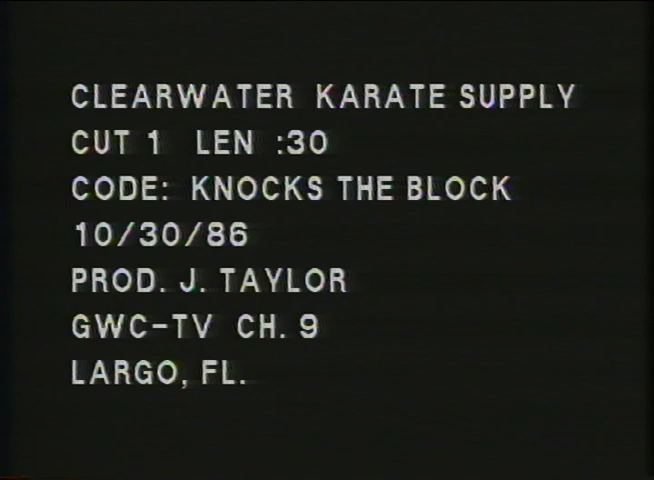 CLEARWATER KARATE SUPPLY
CUT 1 LEN :30
CODE: KNOCKS THE BLOCK
10/30/86
PROD. J. TAYLOR
GWC-TV CH. 9
LARGO, FL.